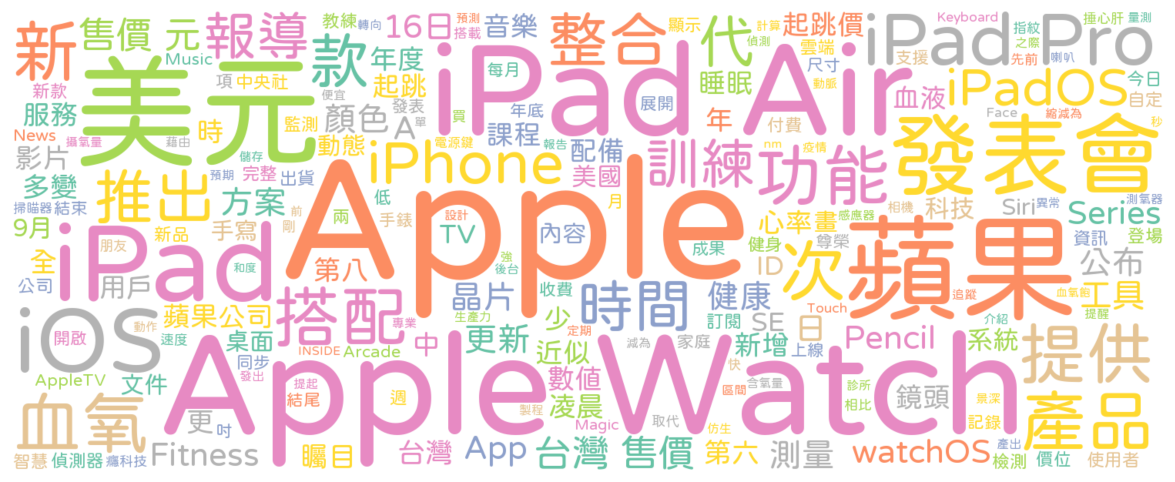 新
售價 元
報導
款
教練
轉向
16日
預測
搭載
音樂
整合
顯示
代
計算
偵測
起跳價
雲端
尺寸
Keyboard
iPad Pro
指紋
之際
先前
捶心肝
量測
喇叭
支援
今日
自定
Music
項
中央社
年度
起跳
每月
iPad Air
睡眠
動脈
血液
iPadOS
Face
縮減為
秒
新款
服務
News
影片
美元
便宜
時
監測
攝氧量
藉由
顏色
發表
A
單
買
年底
課程
展開
年
付費
發表會
動態
iPhone
電源鍵
報告
配備
美國
訓練
nm
疫情
功能
多變
預期
儲存
完整
出貨
推出
方案
掃瞄器
結束
兩
低
前
剛
手錶
設計
TV
內容
月
成果
心率
畫
健身
感應器
尊榮
相機
科技
Siri
異常
測氧器
Series
資訊
登場
9月
新品
手寫
全
公司
iPad
朋友
和度
用戶
第八
Apple
強
後台
收費
ID
次
蘋果
追蹤
公布
蘋果公司
搭配
專業
生產力
晶片
少
時間
定期
健康
訂閱
SE
日
Touch
介紹
血氧飽
提醒
工具
iOS
開啟
動作
速度
桌面
同步
發出
INSIDE
Arcade
中
更新
近似
減為
家庭
新增
上線
Pencil
系統
提供
AppleTV
文件
提起
結尾
週
Apple Watch
數值
凌晨
快
區間
含氧量
診所
相比
鏡頭
景深
記錄
產品
血氧
更
吋
製程
Magic
取代
仿生
智慧
偵測器
癮科技
Fitness
矚目
台灣
App
台灣 售價
第六
測量
watchOS
產出
檢測
價位
使用者